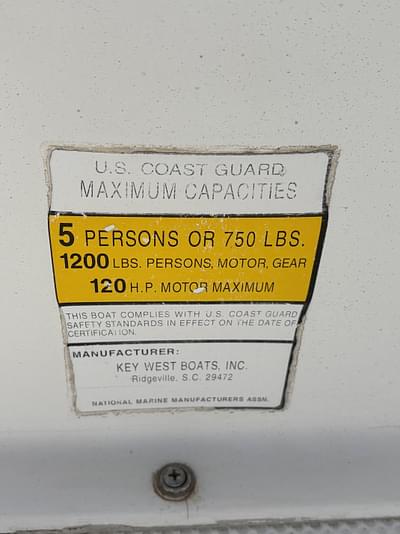 U.S. COAST GUARD
MAXIMUM CAPACITIES
5 PERSONS OR 750 LBS.
1200 LBS. PERSONS, MOTOR, GEAR
120 H.P. MOTOR MAXIMUM
THIS BOAT COMPLIES WITH U.S. COAST GUARD
SAFETY STANDARDS IN EFFECT ON THE DATE OF
CERTIFICATION.
MANUFACTURER:
KEY WEST BOATS, INC.
Ridgeville, S.C. 29472
NATIONAL MARINE MANUFACTURERS ASSN.